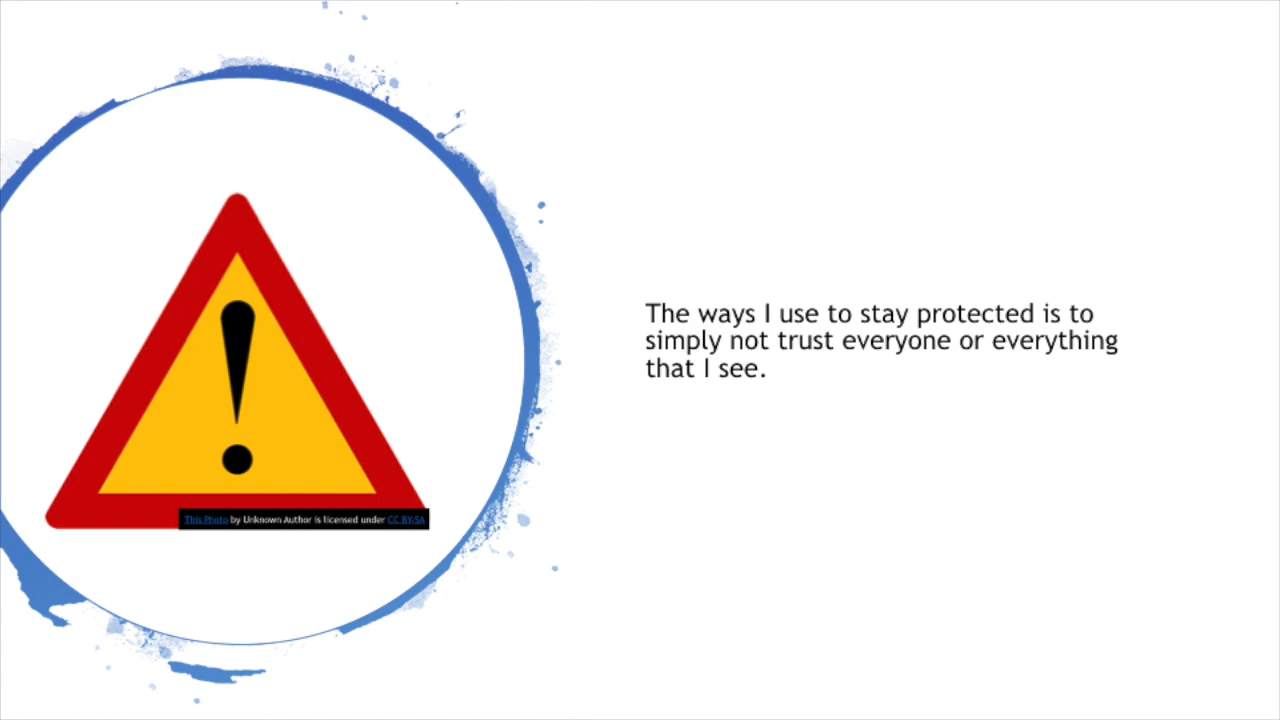 The ways I use to stay protected is to
simply not trust everyone or everything
that I see.
This Photo by Unknown Author is licensed under CC BY-SA